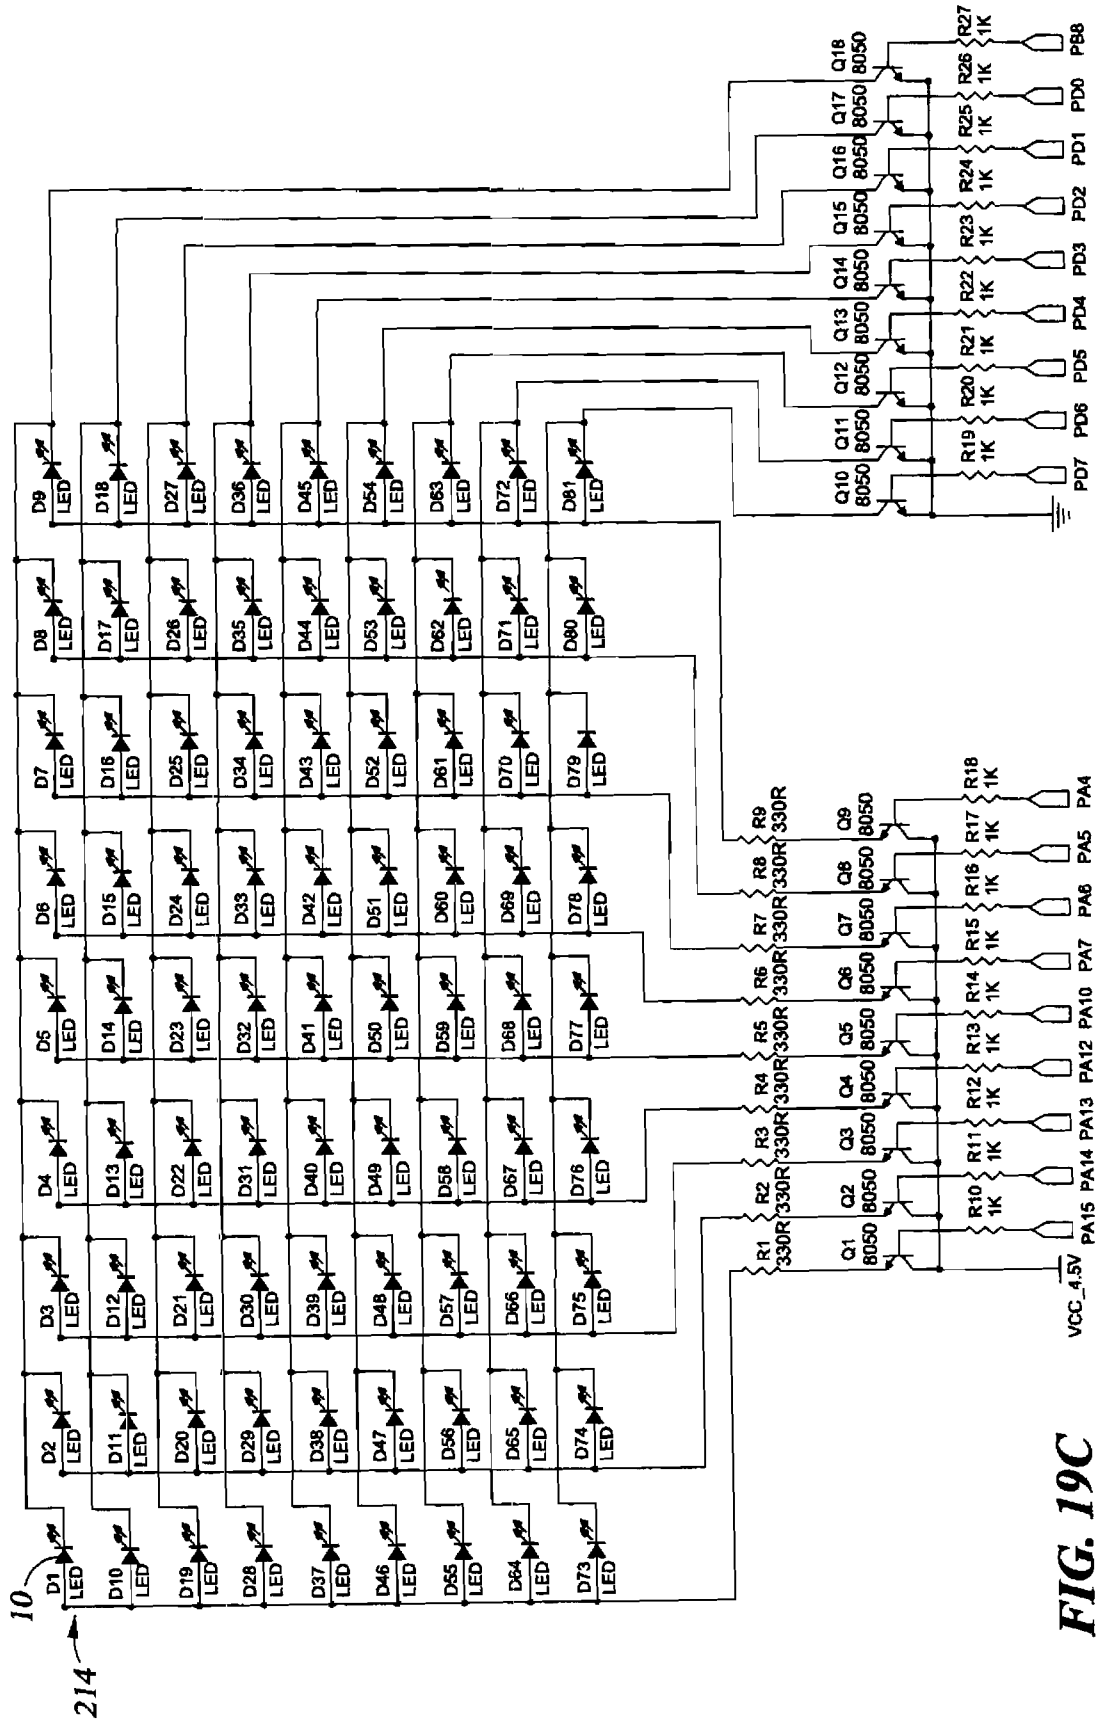 10
D1 D2 D3 D4 D5 D6 D7 D8 D9
LED LED LED LED LED LED LED LED LED
214
D10 D11 D12 D13 D14 D15 D16 D17 D18
LED LED LED LED LED LED LED LED LED
D19 D20 D21 D22 D23 D24 D25 D26 D27
LED LED LED LED LED LED LED LED LED
D28 D29 D30 D31 D32 D33 D34 D35 D36
LED LED LED LED LED LED LED LED LED
D37 D38 D39 D40 D41 D42 D43 D44 D45
LED LED LED LED LED LED LED LED LED
D46 D47 D48 D49 D50 D51 D52 D53 D54
LED LED LED LED LED LED LED LED LED
D55 D56 D57 D58 D59 D60 D61 D62 D63
LED LED LED LED LED LED LED LED LED
D64 D65 D66 D67 D68 D69 D70 D71 D72
LED LED LED LED LED LED LED LED LED
D73 D74 D75 D76 D77 D78 D79 D80 D81
LED LED LED LED LED LED LED LED LED
R1 R2 R3 R4 R5 R6 R7 R8 R9
330R 330R 330R 330R 330R 330R 330R 330R 330R
Q1 Q2 Q3 Q4 Q5 Q6 Q7 Q8 Q9 Q10 Q11 Q12 Q13 Q14 Q15 Q16 Q17 Q18
8050 8050 8050 8050 8050 8050 8050 8050 8050 8050 8050 8050 8050 8050 8050 8050 8050 8050
R10 R11 R12 R13 R14 R15 R16 R17 R18 R19 R20 R21 R22 R23 R24 R25 R26 R27
1K 1K 1K 1K 1K 1K 1K 1K 1K 1K 1K 1K 1K 1K 1K 1K 1K 1K
VCC_4.5V PA15 PA14 PA13 PA12 PA10 PA7 PA6 PA5 PA4 PD7 PD6 PD5 PD4 PD3 PD2 PD1 PD0 PB8
FIG. 19C